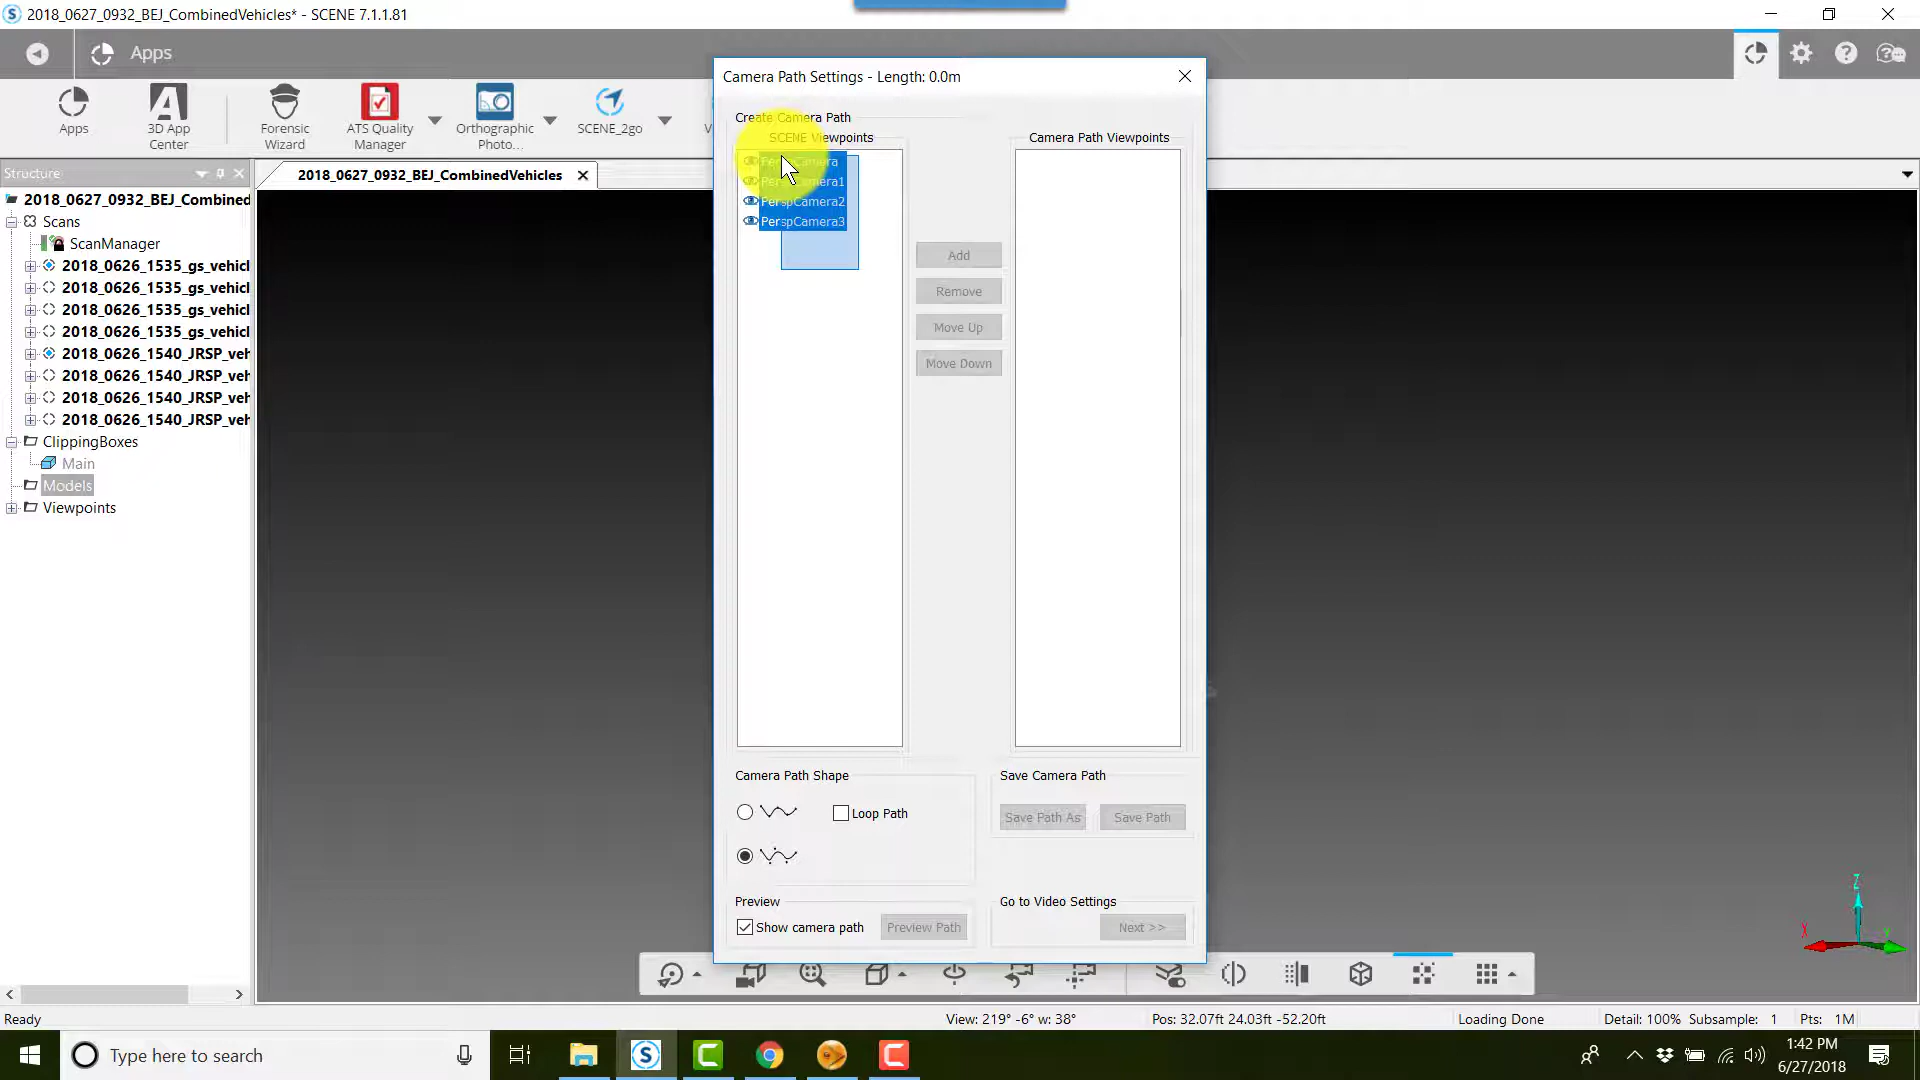 2018_0627_0932_BEJ_CombinedVehicles* - SCENE 7.1.1.81
Apps
Apps
3D App Center
Forensic Wizard
ATS Quality Manager
Orthographic Photo...
SCENE_2go
V
Structure
2018_0627_0932_BEJ_CombinedVehicles
2018_0627_0932_BEJ_Combined
Scans
ScanManager
2018_0626_1535_gs_vehicl
2018_0626_1535_gs_vehicl
2018_0626_1535_gs_vehicl
2018_0626_1535_gs_vehicl
2018_0626_1540_JRSP_veh
2018_0626_1540_JRSP_veh
2018_0626_1540_JRSP_veh
2018_0626_1540_JRSP_veh
ClippingBoxes
Main
Models
Viewpoints
Camera Path Settings - Length: 0.0m
Create Camera Path
SCENE Viewpoints
Camera Path Viewpoints
PerspCamera
PerspCamera1
PerspCamera2
PerspCamera3
Add
Remove
Move Up
Move Down
Camera Path Shape
Loop Path
Save Camera Path
Save Path As
Save Path
Preview
Show camera path
Preview Path
Go to Video Settings
Next >>
Z
X
Y
Ready
View: 219° -6° w: 38°
Pos: 32.07ft 24.03ft -52.20ft
Loading Done
Detail: 100%
Subsample: 1
Pts: 1M
Type here to search
1:42 PM
6/27/2018